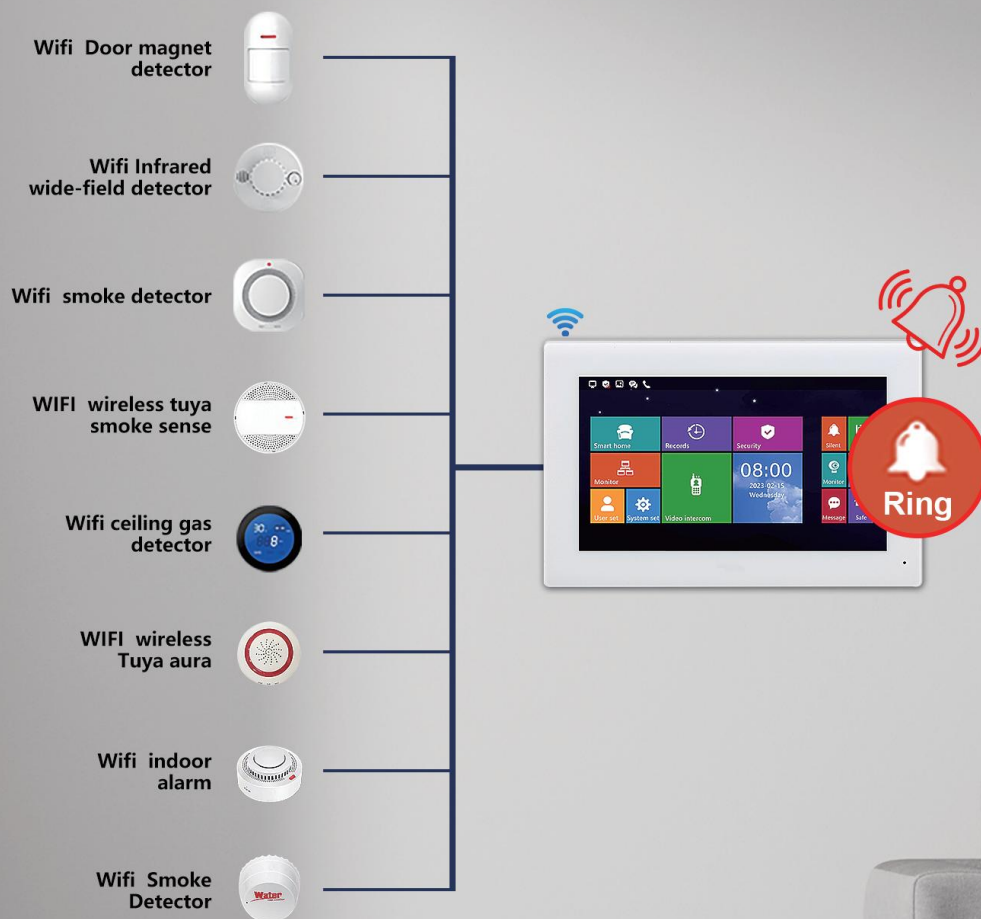 Wifi Door magnet
detector
Wifi Infrared
wide-field detector
Wifi smoke detector
WIFI wireless tuya
smoke sense
Wifi ceiling gas
detector
WIFI wireless
Tuya aura
Wifi indoor
alarm
Wifi Smoke
Detector
Water
Smart home
Records
Security
Silent
Monitor
08:00
2023-02-15
Wednesday
Monitor
User set
System set
Video intercom
Message
Safe
Ring